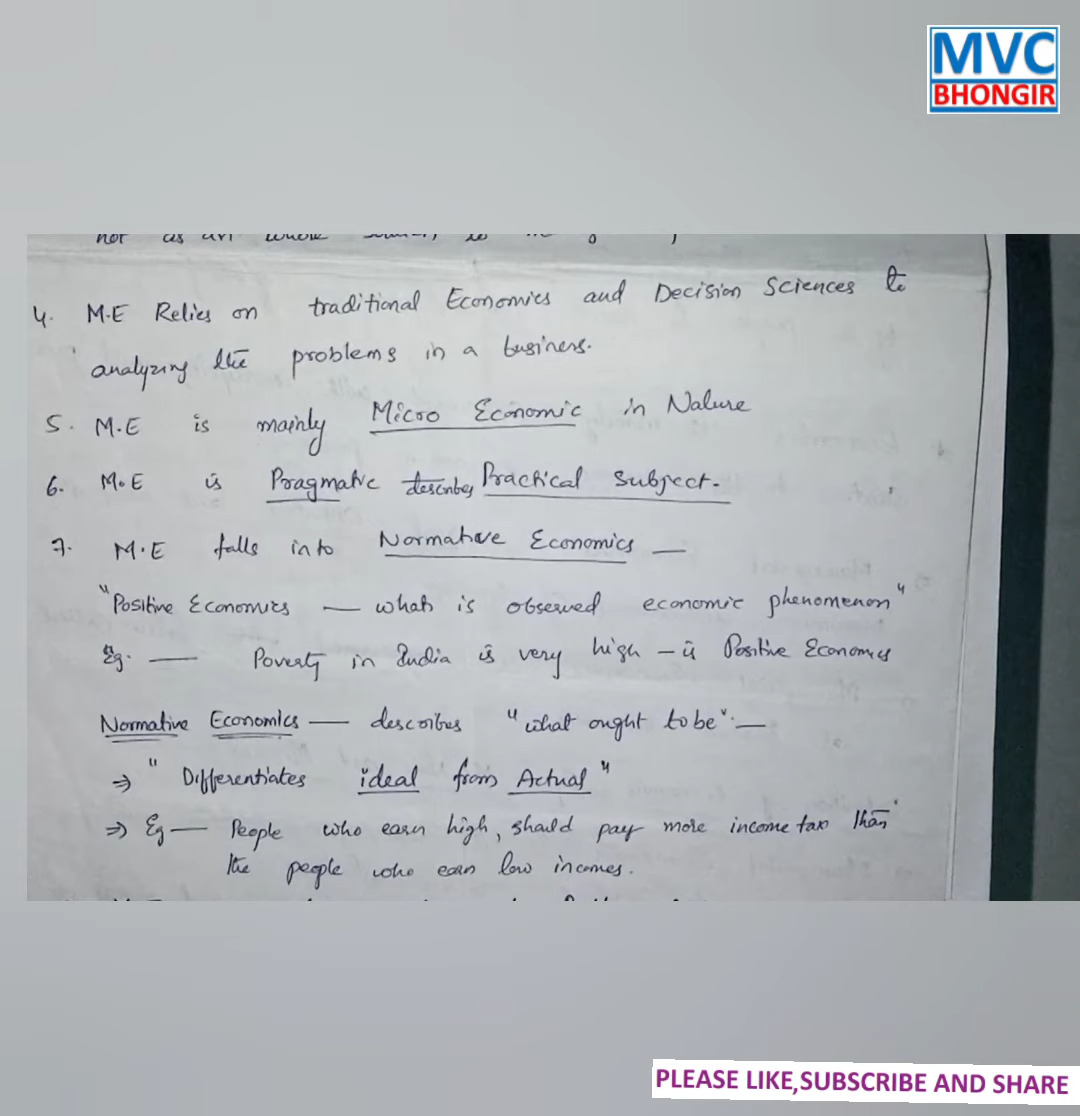 MVC
BHONGIR
not as an whole
4. M.E Relies on traditional Economics and Decision Sciences to
analyzing the problems in a business.
5. M.E is mainly Micro Economic in Nature
6. M.E is Pragmatic describes Practical Subject.
7. M.E falls into Normative Economics —
"Positive Economics — what is observed economic phenomenon"
Eg. — Poverty in India is very high – is Positive Economics
Normative Economics — describes "what ought to be". —
⇒ "Differentiates ideal from Actual"
⇒ Eg — People who earn high, should pay more income tax than
the people who earn low incomes.
PLEASE LIKE,SUBSCRIBE AND SHARE